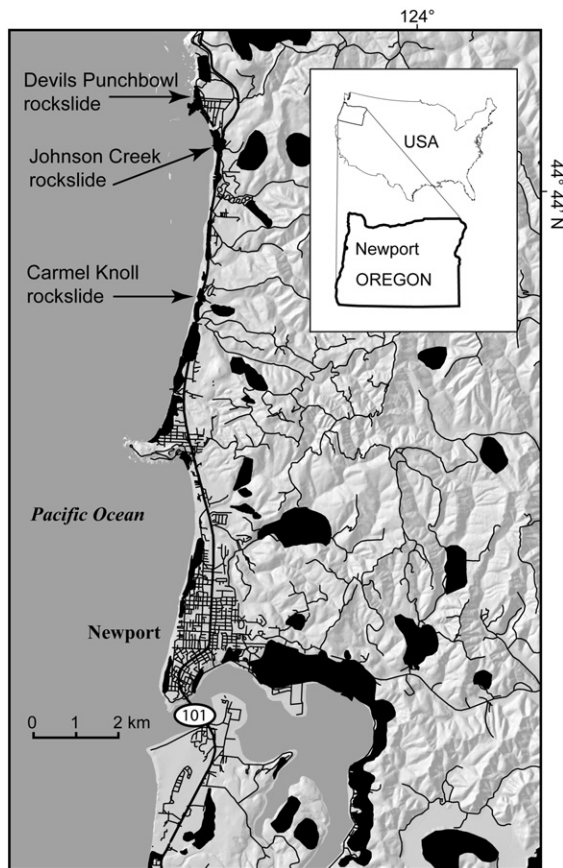 124°
Devils Punchbowl
rockslide
USA
Johnson Creek
rockslide
44° 44' N
Newport
OREGON
Carmel Knoll
rockslide
Pacific Ocean
Newport
101
0 1 2 km